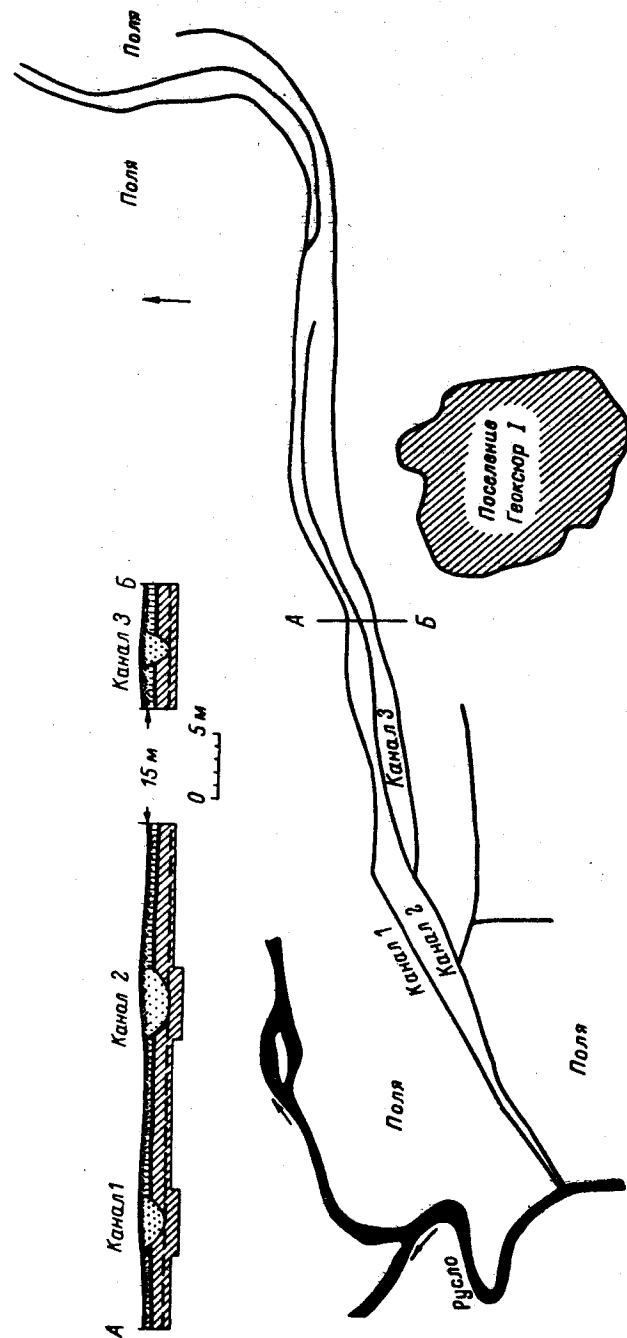 А
Канал 1
Канал 2
15 м
Канал 3
Б
0 5 м
Поля
Поля
А
Б
Поселение
Геоксюр I
Канал 1
Канал 2
Канал 3
Поля
Поля
Русло